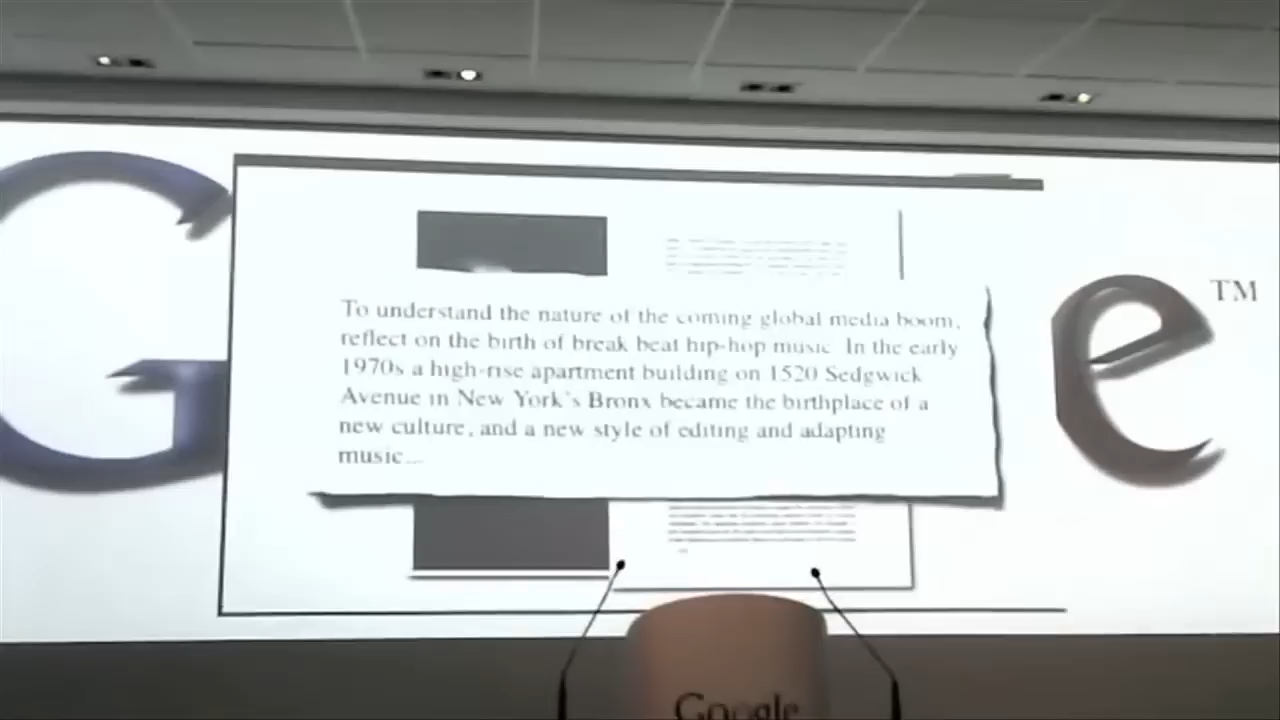 G e™
To understand the nature of the coming global media boom,
reflect on the birth of break beat hip-hop music. In the early
1970s a high-rise apartment building on 1520 Sedgwick
Avenue in New York's Bronx became the birthplace of a
new culture, and a new style of editing and adapting
music...
Google